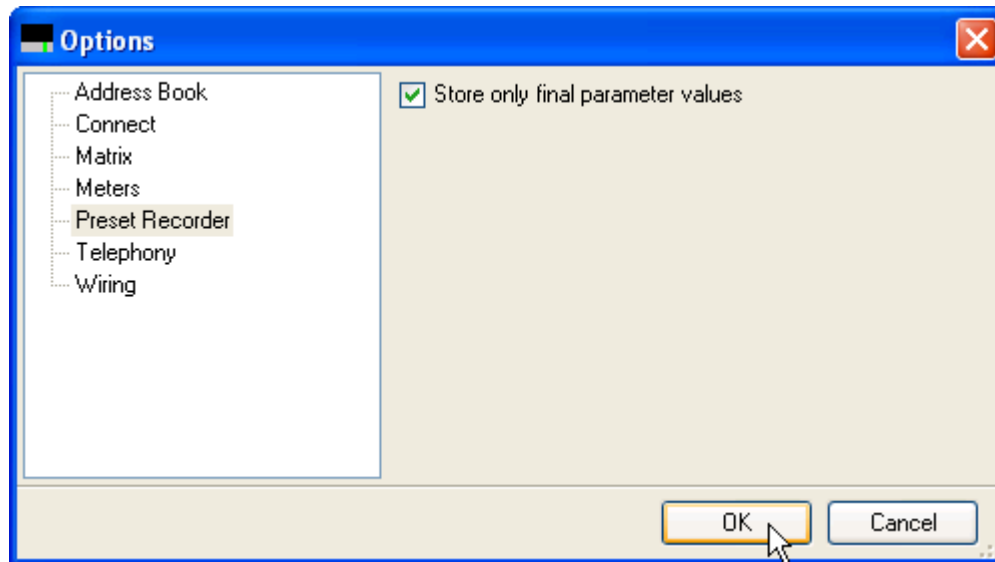 Options
Address Book
Connect
Matrix
Meters
Preset Recorder
Telephony
Wiring
Store only final parameter values
OK
Cancel